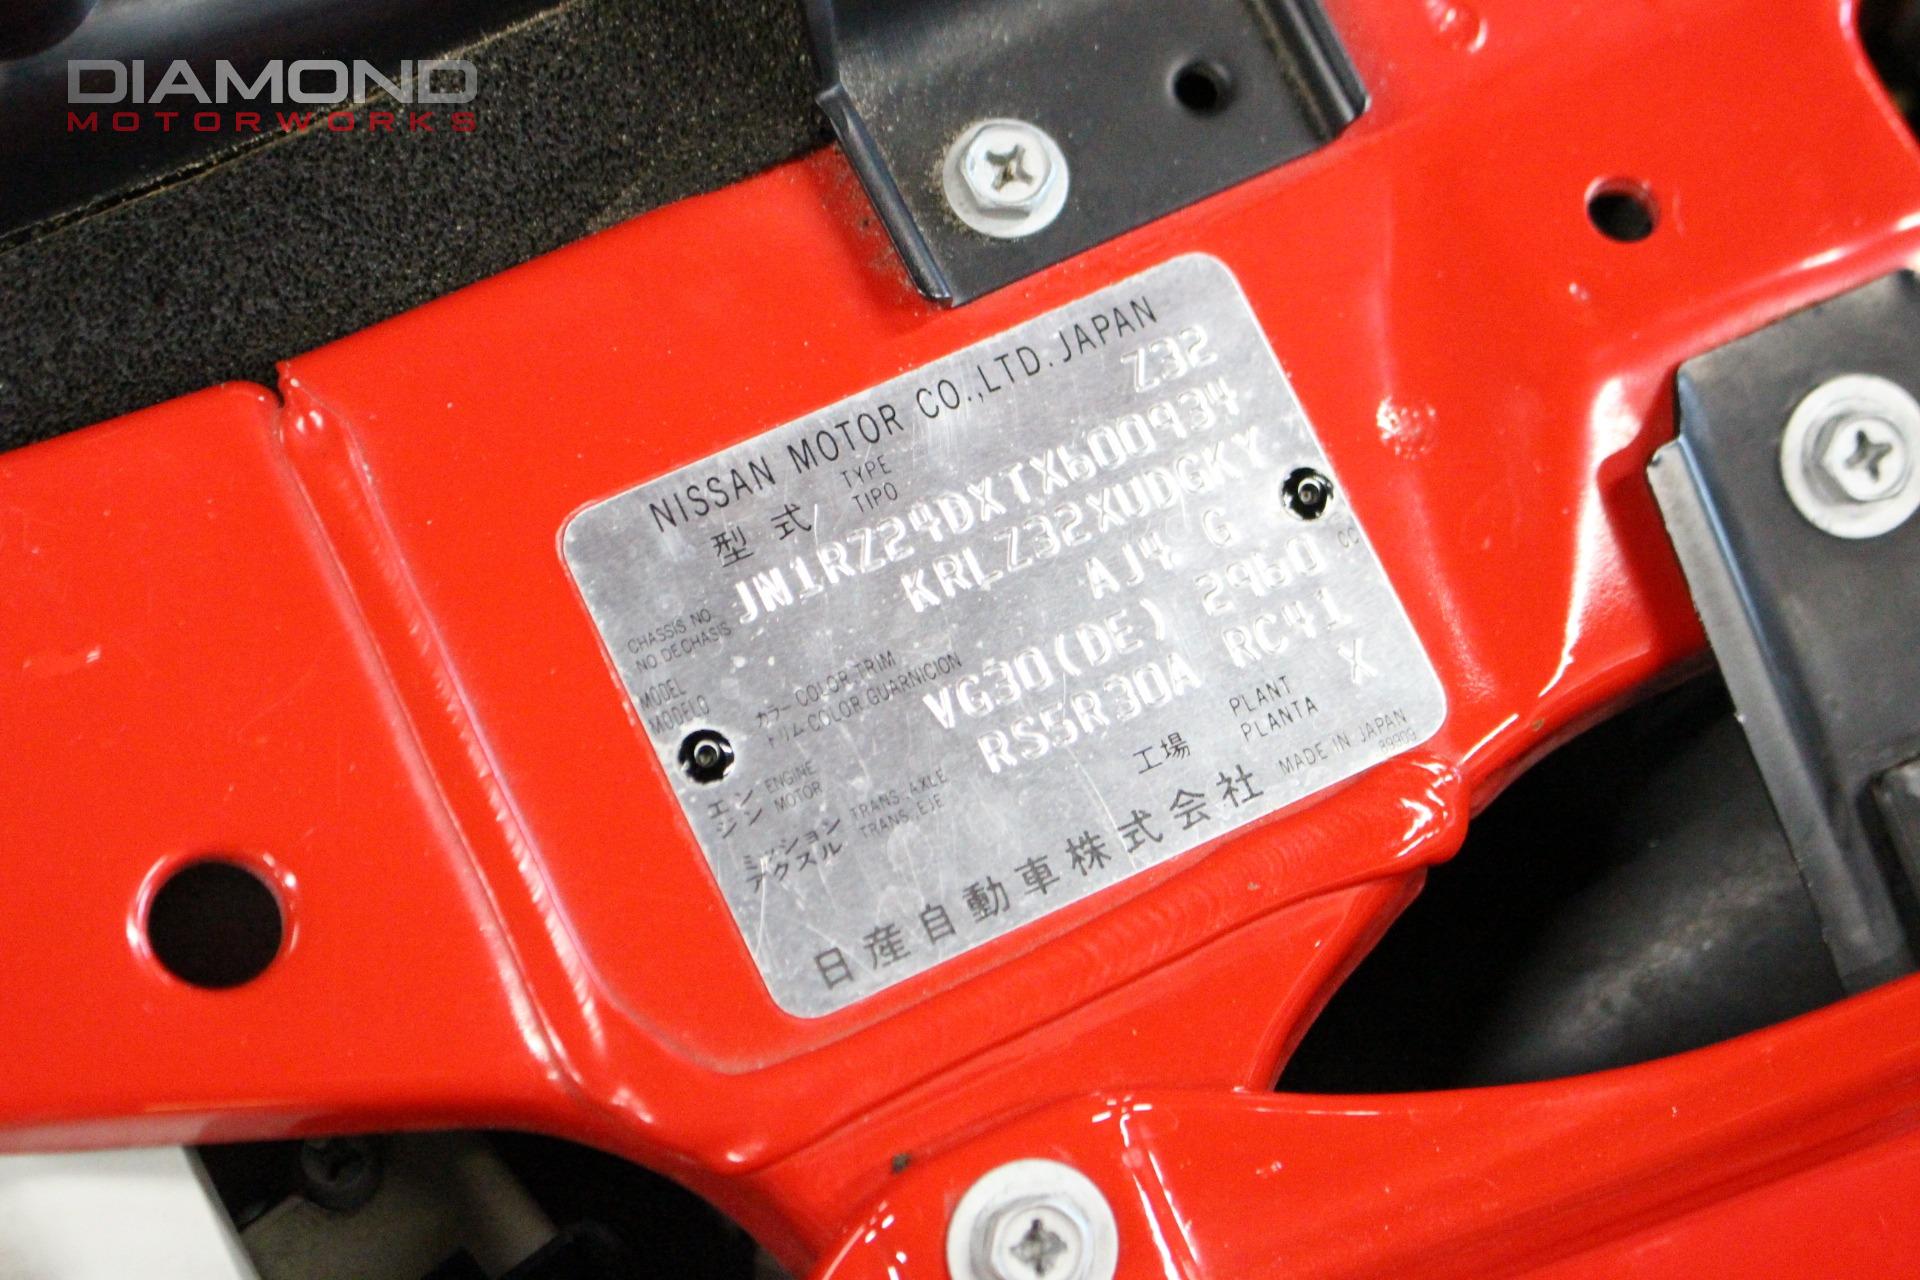 DIAMOND
MOTORWORKS
NISSAN MOTOR CO.,LTD. JAPAN
型式 TYPE Z32
TIPO
CHASSIS NO. JN1RZ24DXTX600934
NO DE CHASIS
MODEL KRLZ32XUDGKY
MODELO
カラー COLOR.TRIM AJ4 G
トリム COLOR.GUARNICION
エン ENGINE VG30(DE) 2960 CC
ジン MOTOR
ミッション TRANS.AXLE RS5R30A RC41
アクスル TRANS.EJE
工場 PLANT X
PLANTA
日産自動車株式会社 MADE IN JAPAN